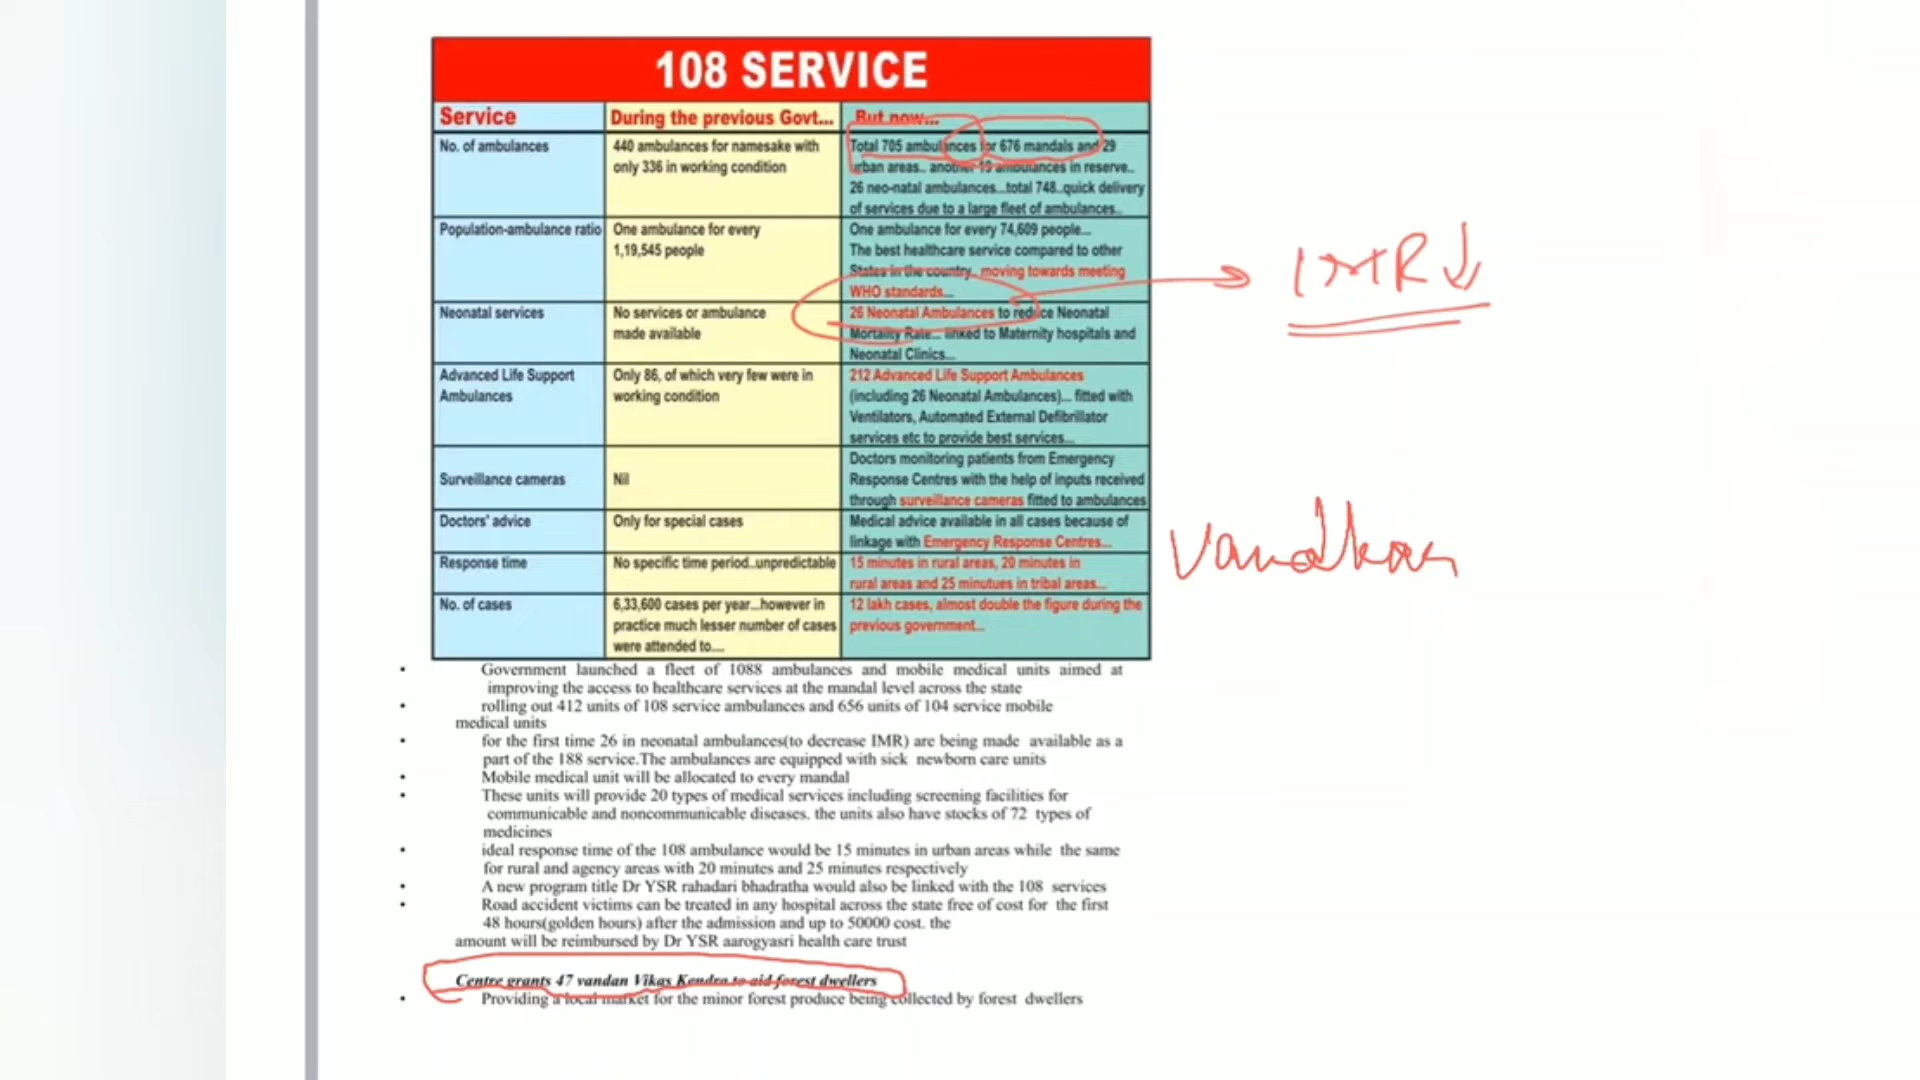 108 SERVICE
Service
During the previous Govt...
But now...
No. of ambulances
440 ambulances for namesake with
only 336 in working condition
Total 705 ambulances for 676 mandals and 29
urban areas.. another 19 ambulances in reserve..
26 neo-natal ambulances...total 748..quick delivery
of services due to a large fleet of ambulances..
Population-ambulance ratio
One ambulance for every
1,19,545 people
One ambulance for every 74,609 people...
The best healthcare service compared to other
States in the country.. moving towards meeting
WHO standards...
Neonatal services
No services or ambulance
made available
26 Neonatal Ambulances to reduce Neonatal
Mortality Rate... linked to Maternity hospitals and
Neonatal Clinics...
Advanced Life Support
Ambulances
Only 86, of which very few were in
working condition
212 Advanced Life Support Ambulances
(including 26 Neonatal Ambulances)... fitted with
Ventilators, Automated External Defibrillator
services etc to provide best services...
Surveillance cameras
Nil
Doctors monitoring patients from Emergency
Response Centres with the help of inputs received
through surveillance cameras fitted to ambulances
Doctors' advice
Only for special cases
Medical advice available in all cases because of
linkage with Emergency Response Centres...
Response time
No specific time period..unpredictable
15 minutes in rural areas, 20 minutes in
rural areas and 25 minutues in tribal areas...
No. of cases
6,33,600 cases per year...however in
practice much lesser number of cases
were attended to....
12 lakh cases, almost double the figure during the
previous government...
IMR↓
Vandhan
• Government launched a fleet of 1088 ambulances and mobile medical units aimed at
improving the access to healthcare services at the mandal level across the state
• rolling out 412 units of 108 service ambulances and 656 units of 104 service mobile
medical units
• for the first time 26 in neonatal ambulances(to decrease IMR) are being made available as a
part of the 188 service.The ambulances are equipped with sick newborn care units
• Mobile medical unit will be allocated to every mandal
• These units will provide 20 types of medical services including screening facilities for
communicable and noncommunicable diseases. the units also have stocks of 72 types of
medicines
• ideal response time of the 108 ambulance would be 15 minutes in urban areas while the same
for rural and agency areas with 20 minutes and 25 minutes respectively
• A new program title Dr YSR rahadari bhadratha would also be linked with the 108 services
• Road accident victims can be treated in any hospital across the state free of cost for the first
48 hours(golden hours) after the admission and up to 50000 cost. the
amount will be reimbursed by Dr YSR aarogyasri health care trust
Centre grants 47 vandan Vikas Kendra to aid forest dwellers
• Providing a local market for the minor forest produce being collected by forest dwellers